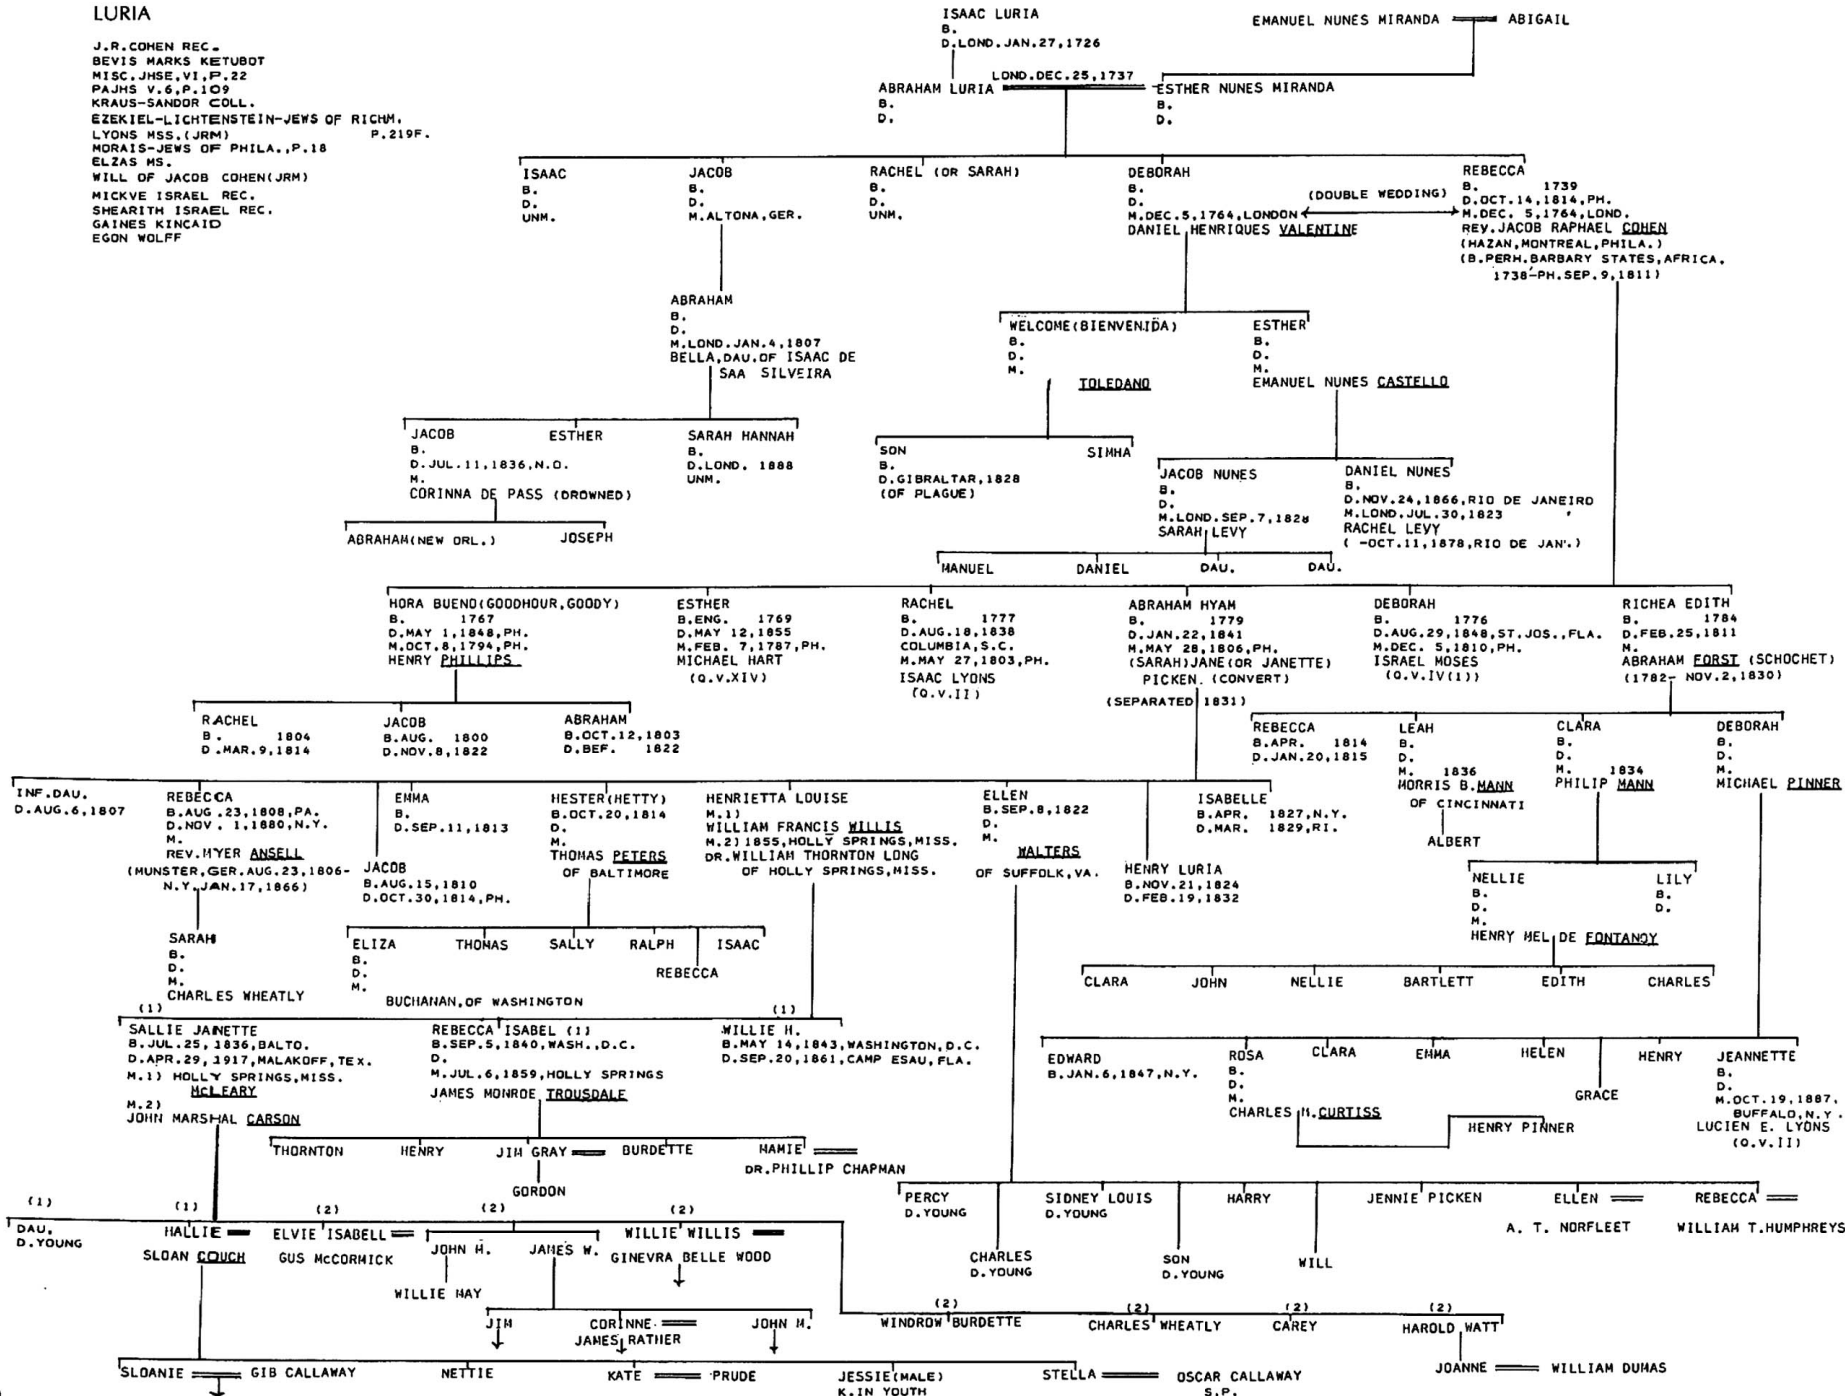 LURIA
J.R.COHEN REC.
BEVIS MARKS KETUBOT
MISC.JHSE,VI,P.22
PAJHS V.6,P.109
KRAUS-SANDOR COLL.
EZEKIEL-LICHTENSTEIN-JEWS OF RICHM.
LYONS MSS.(JRM) P.219F.
MORAIS-JEWS OF PHILA.,P.18
ELZAS MS.
WILL OF JACOB COHEN(JRM)
MICKVE ISRAEL REC.
SHEARITH ISRAEL REC.
GAINES KINCAID
EGON WOLFF
ISAAC LURIA
B.
D.LOND.JAN.27,1726
EMANUEL NUNES MIRANDA ABIGAIL
LOND.DEC.25,1737
ABRAHAM LURIA
B.
D.
ESTHER NUNES MIRANDA
B.
D.
ISAAC
B.
D.
UNM.
JACOB
B.
D.
M.ALTONA,GER.
RACHEL (OR SARAH)
B.
D.
UNM.
DEBORAH
B.
D.
M.DEC.5,1764,LONDON
DANIEL HENRIQUES VALENTINE
(DOUBLE WEDDING)
REBECCA
B. 1739
D.OCT.14,1814,PH.
M.DEC. 5,1764,LOND.
REV.JACOB RAPHAEL COHEN
(HAZAN,MONTREAL,PHILA.)
(B.PERH.BARBARY STATES,AFRICA,
1738-PH.SEP.9,1811)
ABRAHAM
B.
D.
M.LOND.JAN.4,1807
BELLA,DAU.OF ISAAC DE
SAA SILVEIRA
WELCOME(BIENVENIDA)
B.
D.
M.
TOLEDANO
ESTHER
B.
D.
M.
EMANUEL NUNES CASTELLO
JACOB
B.
D.JUL.11,1836,N.O.
M.
CORINNA DE PASS (DROWNED)
ESTHER
SARAH HANNAH
B.
D.LOND. 1888
UNM.
SON
B.
D.GIBRALTAR,1828
(OF PLAGUE)
SIMHA
JACOB NUNES
B.
D.
M.LOND.SEP.7,1828
SARAH LEVY
DANIEL NUNES
B.
D.NOV.24,1866,RIO DE JANEIRO
M.LOND.JUL.30,1823
RACHEL LEVY
( -OCT.11,1878,RIO DE JAN.)
ABRAHAM(NEW ORL.) JOSEPH
MANUEL DANIEL DAU. DAU.
HORA BUENO(GOODHOUR,GOODY)
B. 1767
D.MAY 1,1848,PH.
M.OCT.8,1794,PH.
HENRY PHILLIPS
ESTHER
B.ENG. 1769
D.MAY 12,1855
M.FEB. 7,1787,PH.
MICHAEL HART
(Q.V.XIV)
RACHEL
B. 1777
D.AUG.18,1838
COLUMBIA,S.C.
M.MAY 27,1803,PH.
ISAAC LYONS
(Q.V.II)
ABRAHAM HYAM
B. 1779
D.JAN.22,1841
M.MAY 28,1806,PH.
(SARAH)JANE(OR JANETTE)
PICKEN. (CONVERT)
(SEPARATED 1831)
DEBORAH
B. 1776
D.AUG.29,1848,ST.JOS.,FLA.
M.DEC. 5,1810,PH.
ISRAEL MOSES
(Q.V.IV(1))
RICHEA EDITH
B. 1784
D.FEB.25,1811
M.
ABRAHAM FORST (SCHOCHET)
(1782- NOV.2,1830)
RACHEL
B. 1804
D.MAR.9,1814
JACOB
B.AUG. 1800
D.NOV.8,1822
ABRAHAM
B.OCT.12,1803
D.BEF. 1822
REBECCA
B.APR. 1814
D.JAN.20,1815
LEAH
B.
D.
M. 1836
MORRIS B.MANN
OF CINCINNATI
ALBERT
CLARA
B.
D.
M. 1834
PHILIP MANN
DEBORAH
B.
D.
M.
MICHAEL PINNER
INF.DAU.
D.AUG.6,1807
REBECCA
B.AUG.23,1808,PA.
D.NOV. 1,1880,N.Y.
M.
REV.MYER ANSELL
(MUNSTER,GER.AUG.23,1806-
N.Y.JAN.17,1866)
JACOB
B.AUG.15,1810
D.OCT.30,1814,PH.
EMMA
B.
D.SEP.11,1813
HESTER(HETTY)
B.OCT.20,1814
D.
M.
THOMAS PETERS
OF BALTIMORE
HENRIETTA LOUISE
M.1)
WILLIAM FRANCIS WILLIS
M.2) 1855,HOLLY SPRINGS,MISS.
DR.WILLIAM THORNTON LONG
OF HOLLY SPRINGS,MISS.
ELLEN
B.SEP.8,1822
D.
M.
WALTERS
OF SUFFOLK,VA.
HENRY LURIA
B.NOV.21,1824
D.FEB.19,1832
ISABELLE
B.APR. 1827,N.Y.
D.MAR. 1829,RI.
NELLIE
B.
D.
M.
HENRY MEL DE FONTANOY
LILY
B.
D.
SARAH
B.
D.
M.
CHARLES WHEATLY
ELIZA
B.
D.
M.
BUCHANAN,OF WASHINGTON
THOMAS SALLY RALPH ISAAC
REBECCA
CLARA JOHN NELLIE BARTLETT EDITH CHARLES
(1)
SALLIE JANETTE
B.JUL.25, 1836,BALTO.
D.APR.29, 1917,MALAKOFF,TEX.
M.1) HOLLY SPRINGS,MISS.
McLEARY
M.2)
JOHN MARSHAL CARSON
REBECCA ISABEL (1)
B.SEP.5,1840,WASH.,D.C.
D.
M.JUL.6,1859,HOLLY SPRINGS
JAMES MONROE TROUSDALE
(1)
WILLIE H.
B.MAY 14,1843,WASHINGTON,D.C.
D.SEP.20,1861,CAMP ESAU,FLA.
EDWARD
B.JAN.6,1847,N.Y.
ROSA
B.
D.
M.
CHARLES M.CURTISS
CLARA EMMA HELEN
GRACE
HENRY
JEANNETTE
B.
D.
M.OCT.19,1887,
BUFFALO,N.Y.
LUCIEN E. LYONS
(Q.V.II)
HENRY PINNER
THORNTON HENRY JIM GRAY BURDETTE MAMIE
DR.PHILLIP CHAPMAN
GORDON
PERCY
D.YOUNG
CHARLES
D.YOUNG
SIDNEY LOUIS
D.YOUNG
SON
D.YOUNG
HARRY
WILL
JENNIE PICKEN
ELLEN
A. T. NORFLEET
REBECCA
WILLIAM T.HUMPHREYS
(1)
DAU.
D.YOUNG
(1)
HALLIE
SLOAN COUCH
(2)
ELVIE ISABELL
GUS McCORMICK
(2)
JOHN M. JAMES W.
WILLIE MAY
(2)
WILLIE WILLIS
GINEVRA BELLE WOOD
JIM
CORINNE
JAMES RATHER
JOHN M.
(2)
WINDROW BURDETTE
(2)
CHARLES WHEATLY
(2)
CAREY
(2)
HAROLD WATT
JOANNE WILLIAM DUMAS
SLOANIE GIB CALLAWAY
NETTIE
KATE PRUDE
JESSIE(MALE)
K.IN YOUTH
STELLA OSCAR CALLAWAY
S.P.